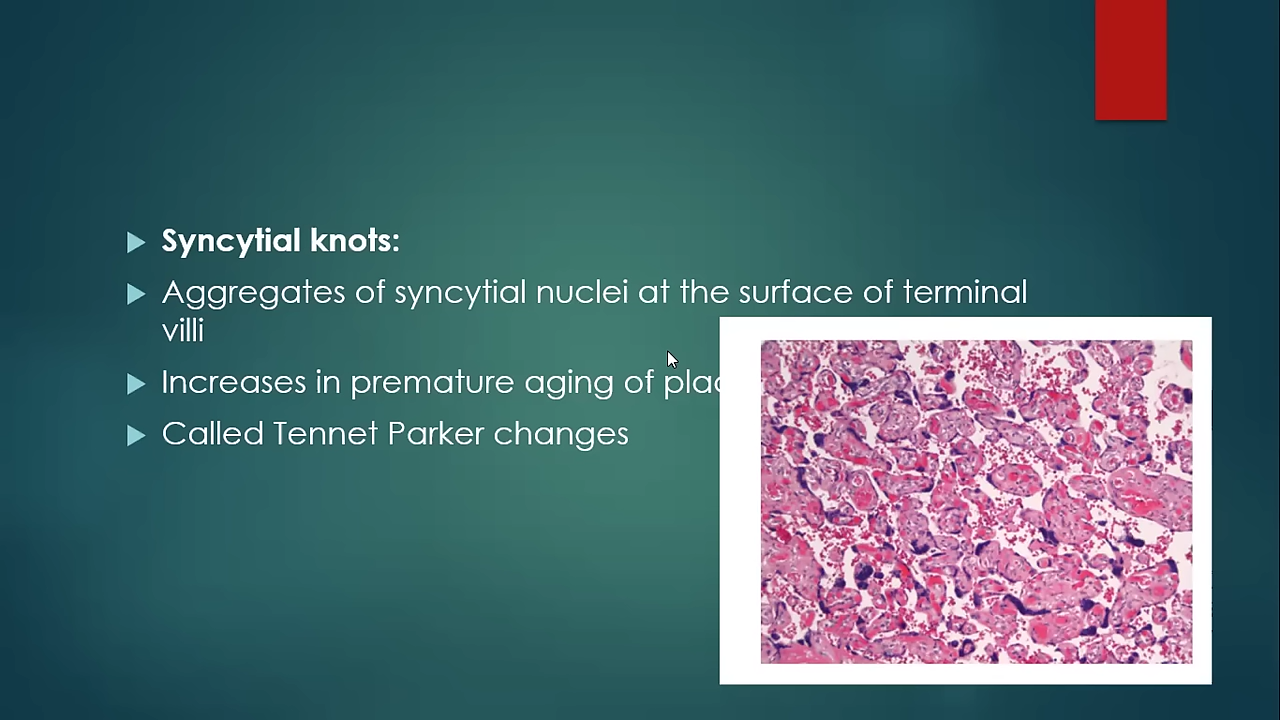 Syncytial knots:
Aggregates of syncytial nuclei at the surface of terminal
villi
Increases in premature aging of
Called Tennet Parker changes